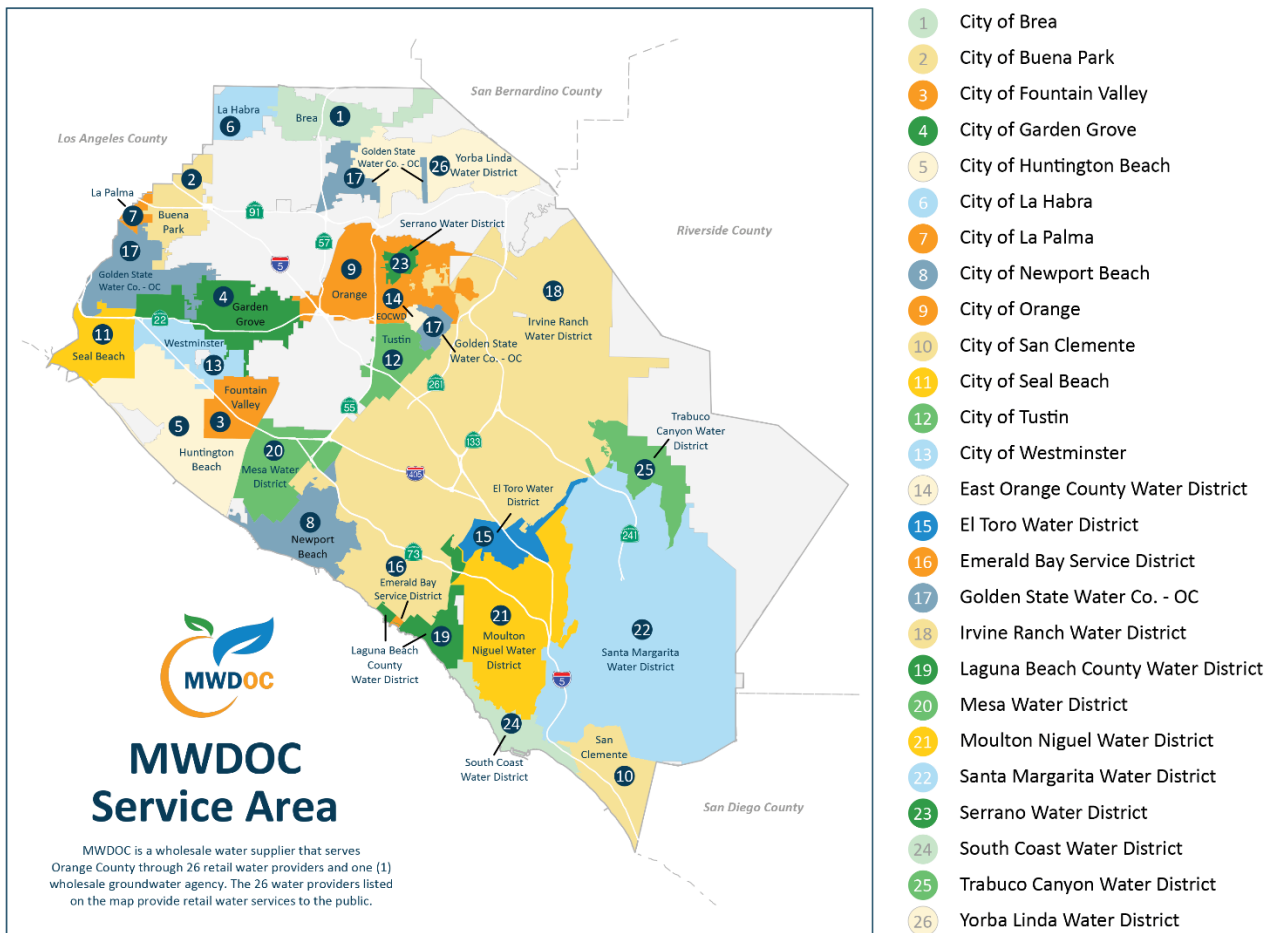 San Bernardino County
Los Angeles County
La Habra
6
Brea
1
Golden State
Water Co. - OC
17
26
Yorba Linda
Water District
2
La Palma
7
Buena
Park
91
57
5
Serrano Water District
Riverside County
17
Golden State
Water Co. - OC
9
Orange
23
14
EOCWD
17
Golden State
Water Co. - OC
18
Irvine Ranch
Water District
4
Garden
Grove
22
11
Seal Beach
Westminster
13
Tustin
12
261
55
Fountain
Valley
3
5
Huntington
Beach
20
Mesa Water
District
133
405
Trabuco
Canyon Water
District
25
El Toro Water
District
15
241
8
Newport
Beach
73
16
Emerald Bay
Service District
19
Laguna Beach
County
Water District
21
Moulton
Niguel Water
District
22
Santa Margarita
Water District
5
24
South Coast
Water District
San
Clemente
10
San Diego County
MWDOC
MWDOC
Service Area
MWDOC is a wholesale water supplier that serves
Orange County through 26 retail water providers and one (1)
wholesale groundwater agency. The 26 water providers listed
on the map provide retail water services to the public.
1 City of Brea
2 City of Buena Park
3 City of Fountain Valley
4 City of Garden Grove
5 City of Huntington Beach
6 City of La Habra
7 City of La Palma
8 City of Newport Beach
9 City of Orange
10 City of San Clemente
11 City of Seal Beach
12 City of Tustin
13 City of Westminster
14 East Orange County Water District
15 El Toro Water District
16 Emerald Bay Service District
17 Golden State Water Co. - OC
18 Irvine Ranch Water District
19 Laguna Beach County Water District
20 Mesa Water District
21 Moulton Niguel Water District
22 Santa Margarita Water District
23 Serrano Water District
24 South Coast Water District
25 Trabuco Canyon Water District
26 Yorba Linda Water District